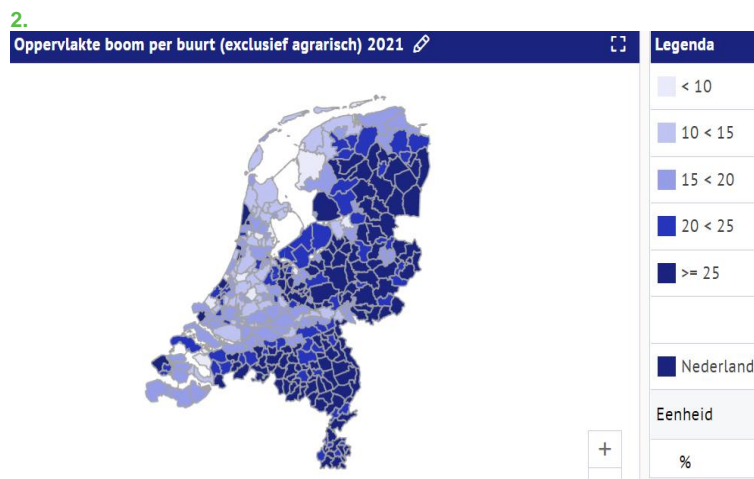 2.
Oppervlakte boom per buurt (exclusief agrarisch) 2021
Legenda
< 10
10 < 15
15 < 20
20 < 25
>= 25
Nederland
Eenheid
%
+